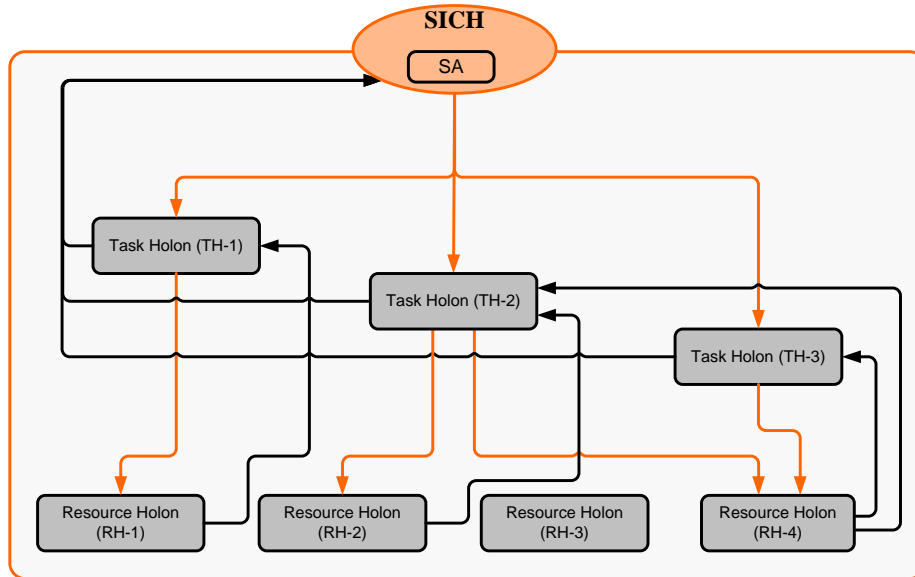 SICH
SA
Task Holon (TH-1)
Task Holon (TH-2)
Task Holon (TH-3)
Resource Holon
(RH-1)
Resource Holon
(RH-2)
Resource Holon
(RH-3)
Resource Holon
(RH-4)